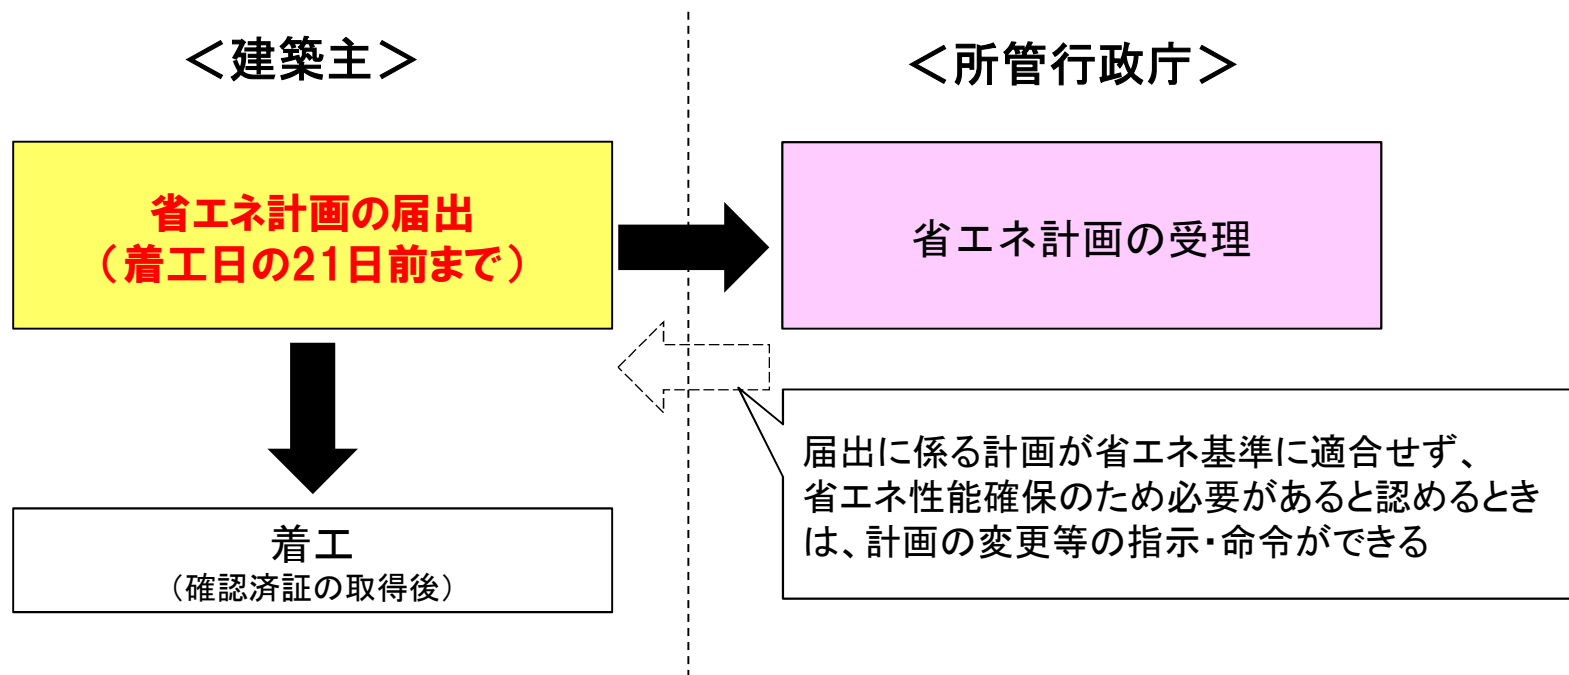 ＜建築主＞
＜所管行政庁＞
省エネ計画の届出
（着工日の21日前まで）
省エネ計画の受理
届出に係る計画が省エネ基準に適合せず、
省エネ性能確保のため必要があると認めるとき
は、計画の変更等の指示・命令ができる
着工
（確認済証の取得後）